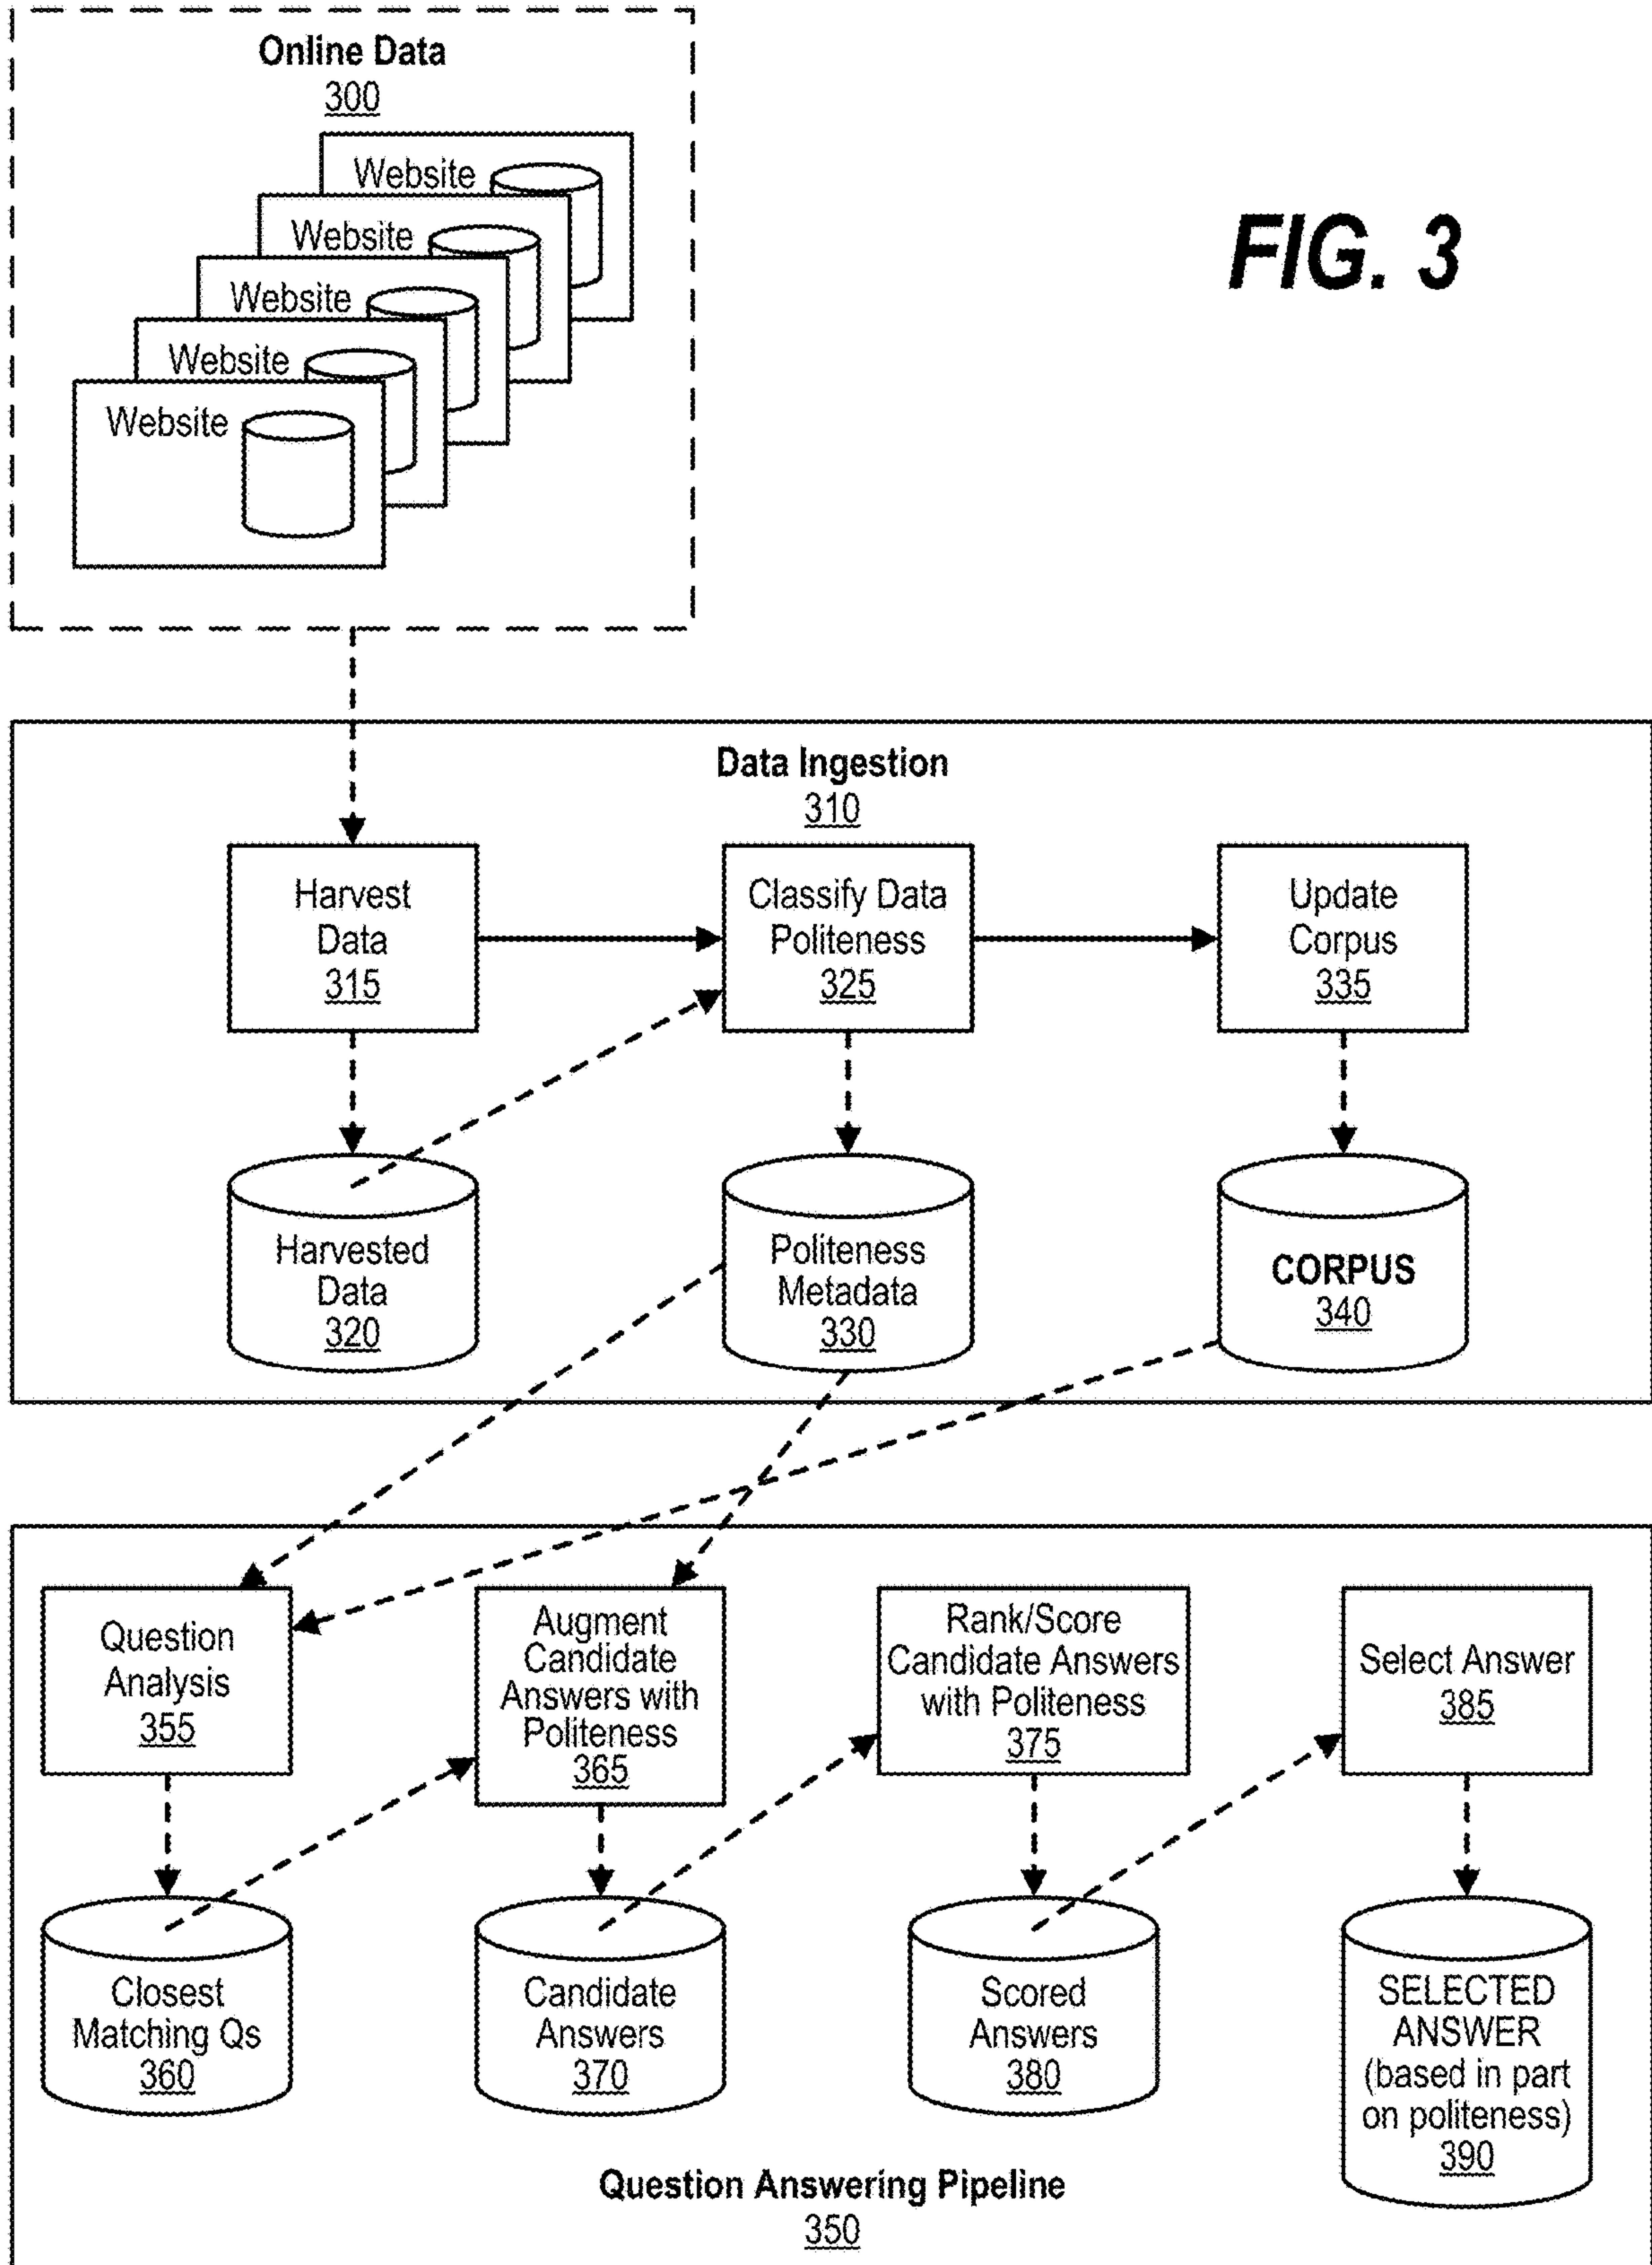 Online Data
300
FIG. 3
Website
Website
Website
Website
Website
Data Ingestion
310
Harvest
Data
315
Classify Data
Politeness
325
Update
Corpus
335
Harvested
Data
320
Politeness
Metadata
330
CORPUS
340
Question
Analysis
355
Augment
Candidate
Answers with
Politeness
365
Rank/Score
Candidate Answers
with Politeness
375
Select Answer
385
Closest
Matching Qs
360
Candidate
Answers
370
Scored
Answers
380
SELECTED
ANSWER
(based in part
on politeness)
390
Question Answering Pipeline
350